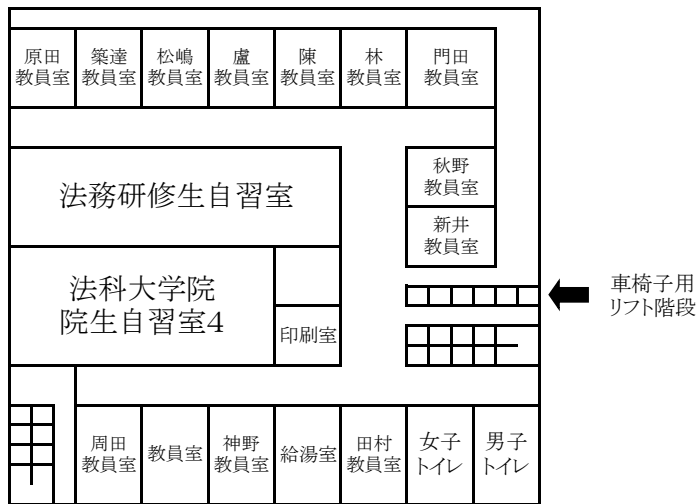 原田
教員室
築達
教員室
松嶋
教員室
盧
教員室
陳
教員室
林
教員室
門田
教員室
法務研修生自習室
秋野
教員室
新井
教員室
法科大学院
院生自習室4
印刷室
車椅子用
リフト階段
周田
教員室
教員室
神野
教員室
給湯室
田村
教員室
女子
トイレ
男子
トイレ